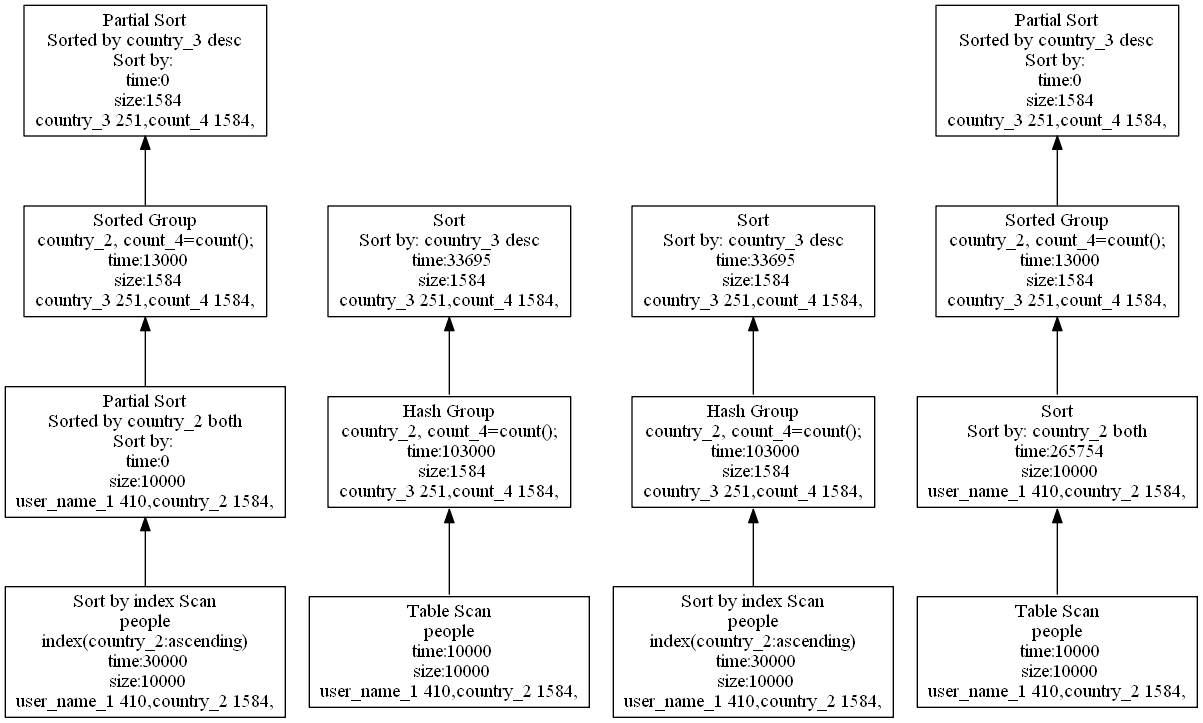 Partial Sort
Sorted by country_3 desc
Sort by:
time:0
size:1584
country_3 251,count_4 1584,
Sorted Group
country_2, count_4=count();
time:13000
size:1584
country_3 251,count_4 1584,
Partial Sort
Sorted by country_2 both
Sort by:
time:0
size:10000
user_name_1 410,country_2 1584,
Sort by index Scan
people
index(country_2:ascending)
time:30000
size:10000
user_name_1 410,country_2 1584,
Sort
Sort by: country_3 desc
time:33695
size:1584
country_3 251,count_4 1584,
Hash Group
country_2, count_4=count();
time:103000
size:1584
country_3 251,count_4 1584,
Table Scan
people
time:10000
size:10000
user_name_1 410,country_2 1584,
Sort
Sort by: country_3 desc
time:33695
size:1584
country_3 251,count_4 1584,
Hash Group
country_2, count_4=count();
time:103000
size:1584
country_3 251,count_4 1584,
Sort by index Scan
people
index(country_2:ascending)
time:30000
size:10000
user_name_1 410,country_2 1584,
Partial Sort
Sorted by country_3 desc
Sort by:
time:0
size:1584
country_3 251,count_4 1584,
Sorted Group
country_2, count_4=count();
time:13000
size:1584
country_3 251,count_4 1584,
Sort
Sort by: country_2 both
time:265754
size:10000
user_name_1 410,country_2 1584,
Table Scan
people
time:10000
size:10000
user_name_1 410,country_2 1584,